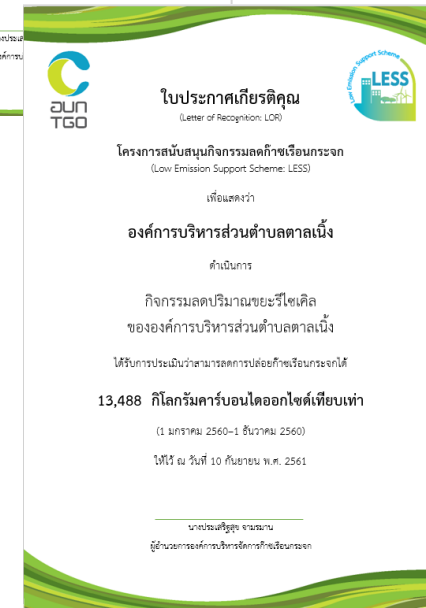 อบก
TGO
Low Emission Support Scheme
LESS
ใบประกาศเกียรติคุณ
(Letter of Recognition: LOR)
โครงการสนับสนุนกิจกรรมลดก๊าซเรือนกระจก
(Low Emission Support Scheme: LESS)
เพื่อแสดงว่า
องค์การบริหารส่วนตำบลตาลเนิ้ง
ดำเนินการ
กิจกรรมลดปริมาณขยะรีไซเคิล
ขององค์การบริหารส่วนตำบลตาลเนิ้ง
ได้รับการประเมินว่าสามารถลดการปล่อยก๊าซเรือนกระจกได้
13,488 กิโลกรัมคาร์บอนไดออกไซด์เทียบเท่า
(1 มกราคม 2560–1 ธันวาคม 2560)
ให้ไว้ ณ วันที่ 10 กันยายน พ.ศ. 2561
นางประเสริฐสุข จามรมาน
ผู้อำนวยการองค์การบริหารจัดการก๊าซเรือนกระจก